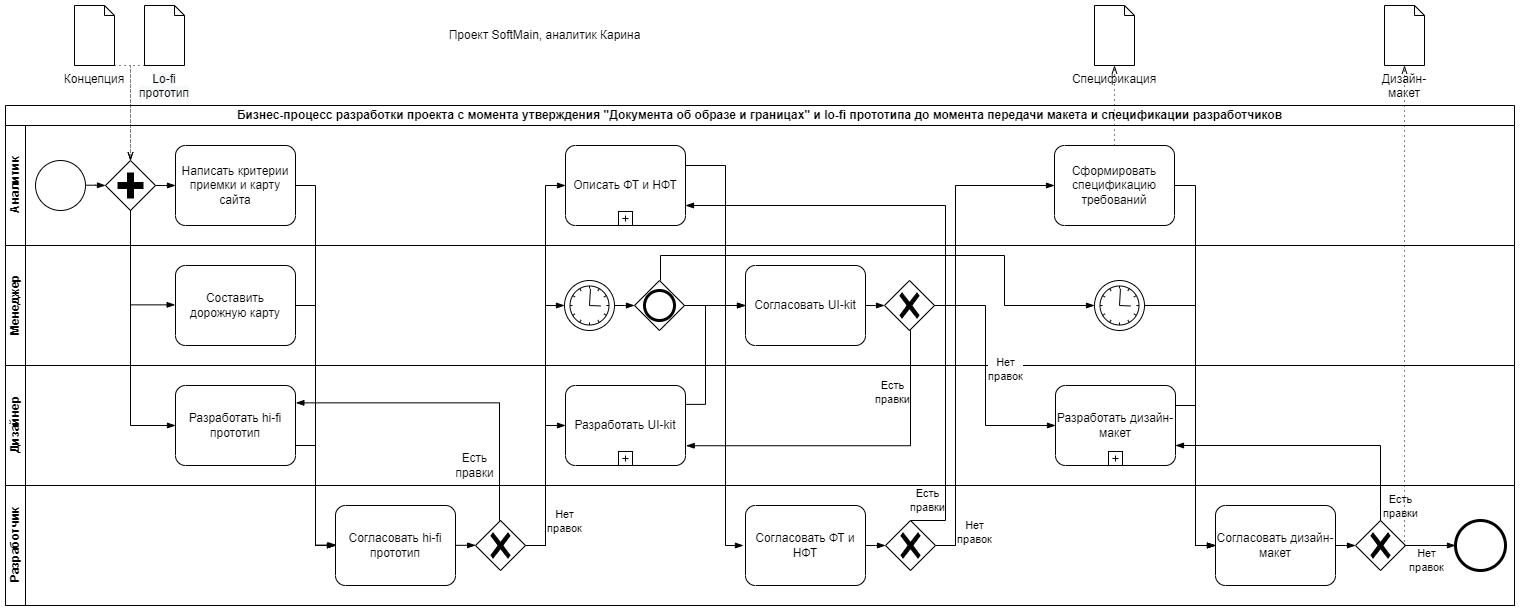 Проект SoftMain, аналитик Карина
Концепция
Lo-fi
прототип
Спецификация
Дизайн-
макет
Бизнес-процесс разработки проекта с момента утверждения "Документа об образе и границах" и lo-fi прототипа до момента передачи макета и спецификации разработчиков
Аналитик
Написать критерии
приемки и карту
сайта
Описать ФТ и НФТ
Сформировать
спецификацию
требований
Менеджер
Составить
дорожную карту
Согласовать UI-kit
Нет
правок
Есть
правки
Дизайнер
Разработать hi-fi
прототип
Есть
правки
Разработать UI-kit
Разработать дизайн-
макет
Разработчик
Согласовать hi-fi
прототип
Нет
правок
Согласовать ФТ и
НФТ
Есть
правки
Нет
правок
Согласовать дизайн-
макет
Есть
правки
Нет
правок